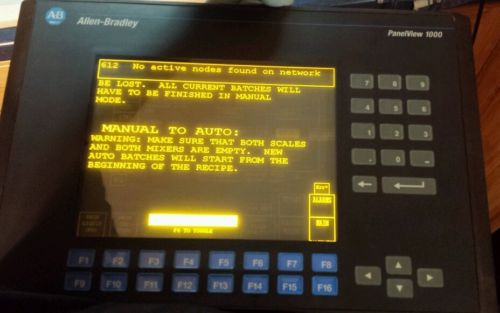 AB
Allen-Bradley
PanelView 1000
612 No active nodes found on network
BE LOST. ALL CURRENT BATCHES WILL
HAVE TO BE FINISHED IN MANUAL
MODE.
MANUAL TO AUTO:
WARNING: MAKE SURE THAT BOTH SCALES
AND BOTH MIXERS ARE EMPTY. NEW
AUTO BATCHES WILL START FROM THE
BEGINNING OF THE RECIPE.
ALARMS
MAIN
F4 TO TOGGLE
7 8 9
4 5 6
1 2 3
. 0 -
F1 F2 F3 F4 F5 F6 F7 F8
F9 F10 F11 F12 F13 F14 F15 F16